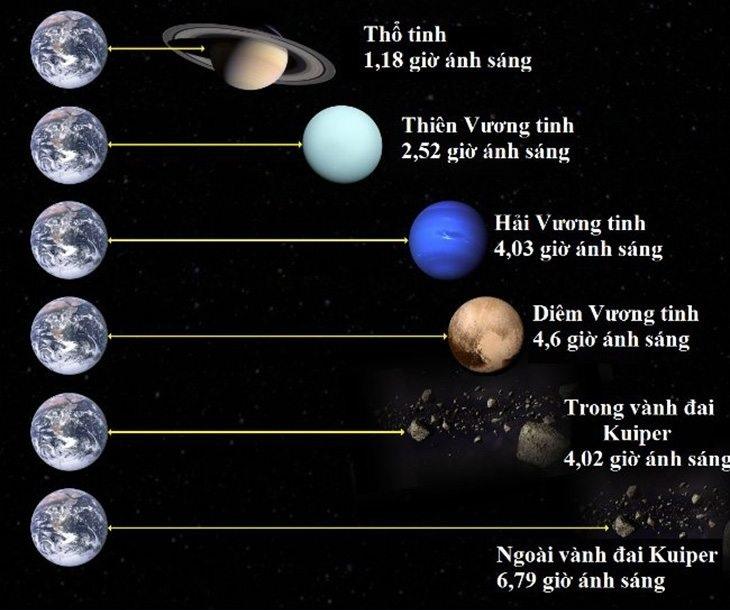 Thổ tinh
1,18 giờ ánh sáng
Thiên Vương tinh
2,52 giờ ánh sáng
Hải Vương tinh
4,03 giờ ánh sáng
Diêm Vương tinh
4,6 giờ ánh sáng
Trong vành đai
Kuiper
4,02 giờ ánh sáng
Ngoài vành đai Kuiper
6,79 giờ ánh sáng